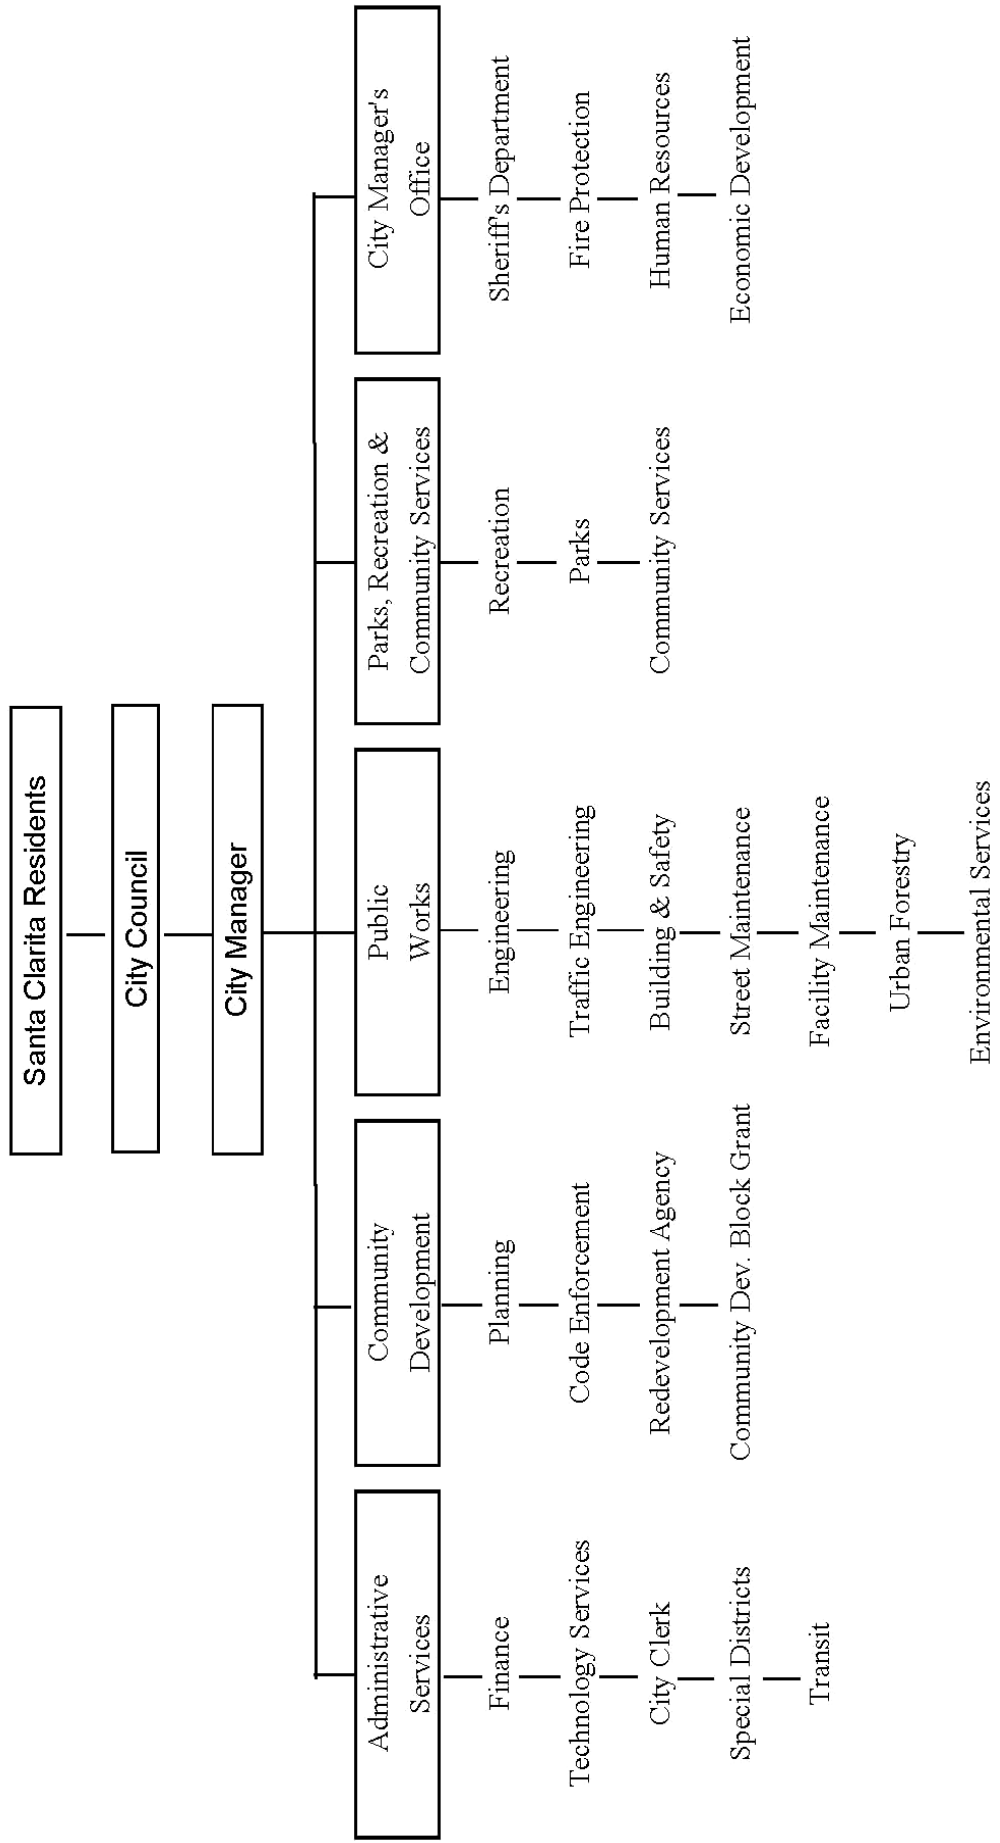 Santa Clarita Residents
City Council
City Manager
Administrative
Services
Finance
Technology Services
City Clerk
Special Districts
Transit
Community
Development
Planning
Code Enforcement
Redevelopment Agency
Community Dev. Block Grant
Public
Works
Engineering
Traffic Engineering
Building & Safety
Street Maintenance
Facility Maintenance
Urban Forestry
Environmental Services
Parks, Recreation &
Community Services
Recreation
Parks
Community Services
City Manager's
Office
Sheriff's Department
Fire Protection
Human Resources
Economic Development